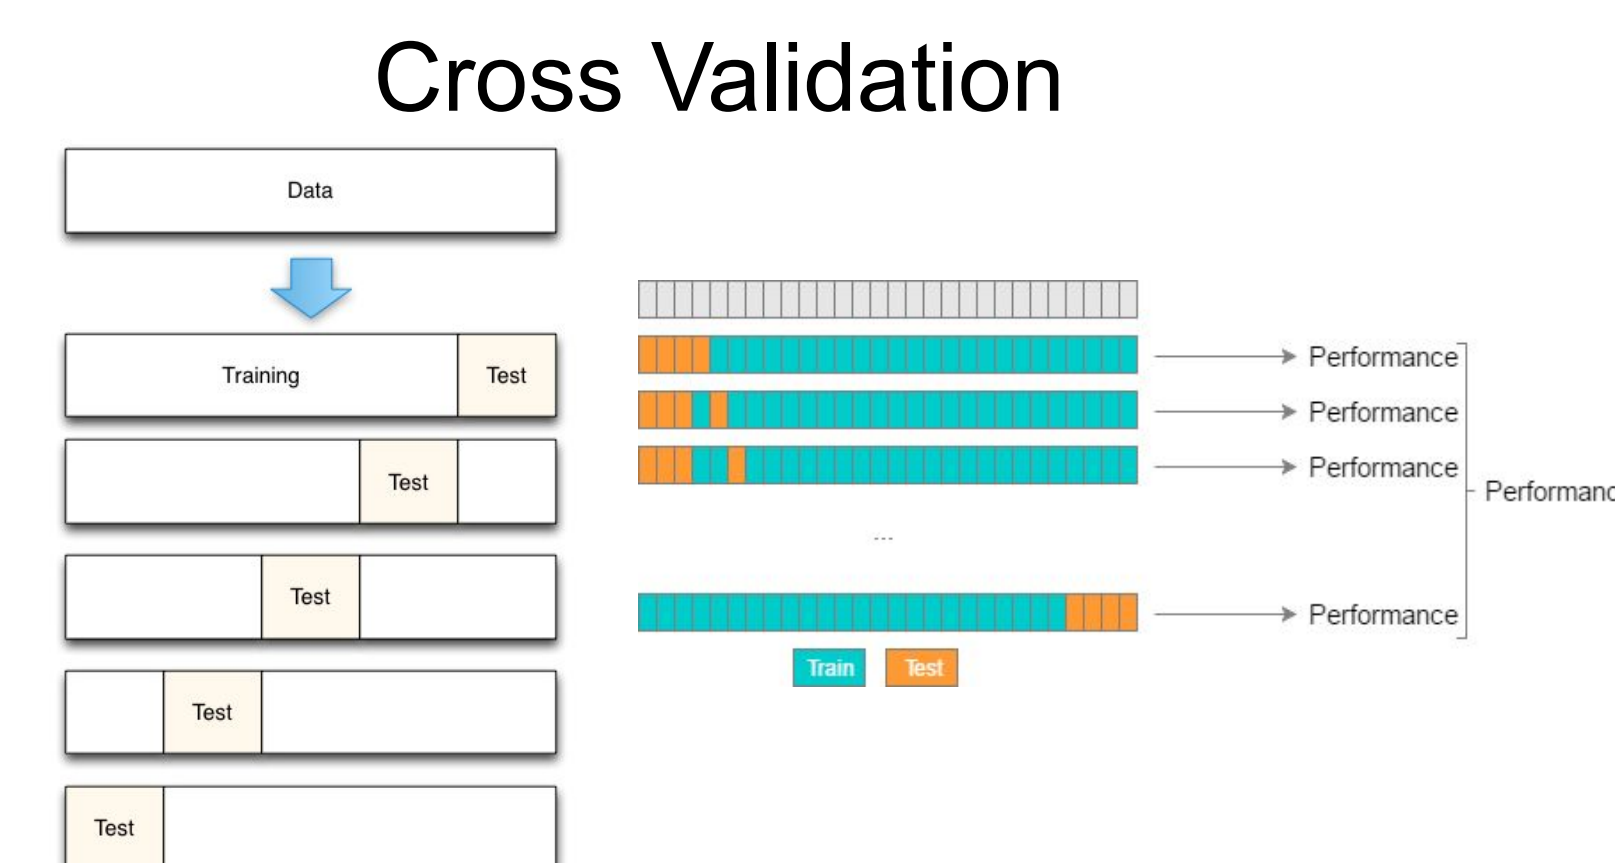 Cross Validation
Data
Training Test
Test
Test
Test
Test
Performance
Performance
Performance
Performanc
...
Performance
Train Test